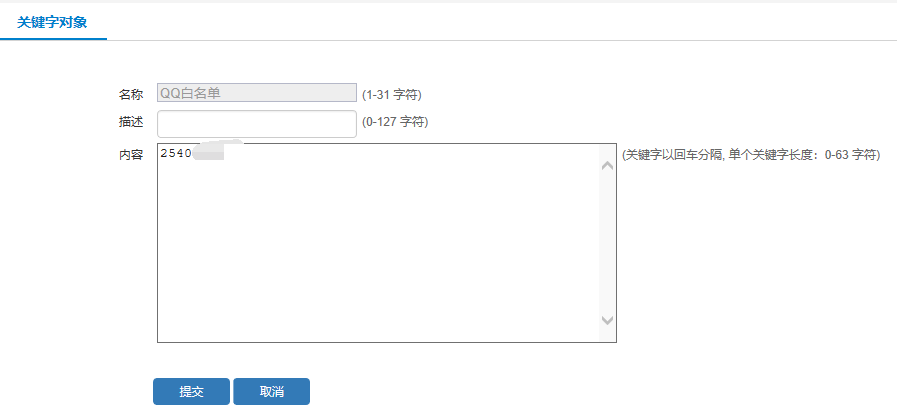 关键字对象
名称 QQ白名单 (1-31 字符)
描述 (0-127 字符)
内容 2540 (关键字以回车分隔, 单个关键字长度：0-63 字符)
提交 取消